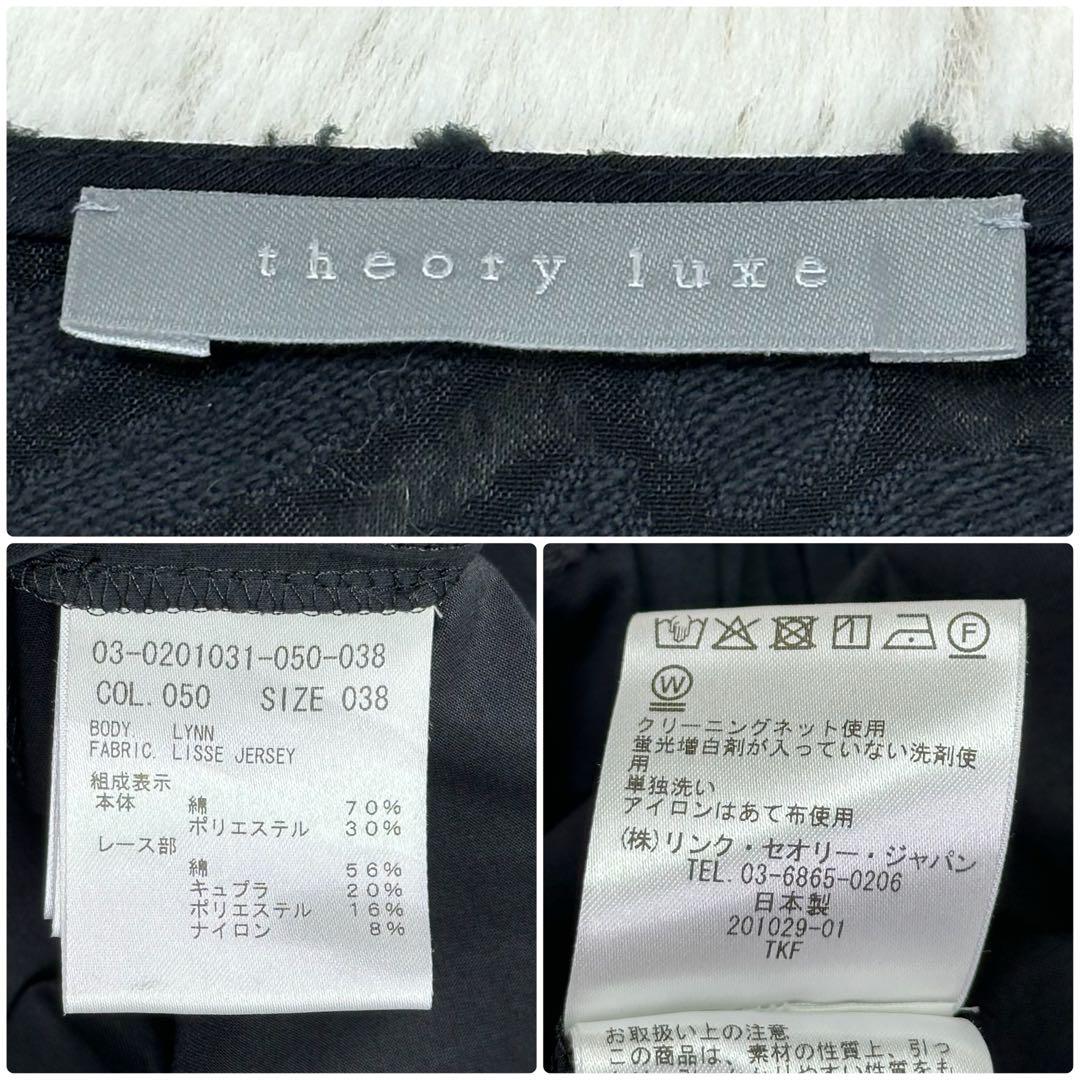 theory luxe
03-0201031-050-038
COL.050 SIZE 038
BODY. LYNN
FABRIC. LISSE JERSEY
組成表示
本体 綿 70%
ポリエステル 30%
レース部
綿 56%
キュプラ 20%
ポリエステル 16%
ナイロン 8%
F
W
クリーニングネット使用
蛍光増白剤が入っていない洗剤使
用
単独洗い
アイロンはあて布使用
(株)リンク・セオリー・ジャパン
TEL.03-6865-0206
日本製
201029-01
TKF
お取扱い上の注意
この商品は、素材の性質上、引っ